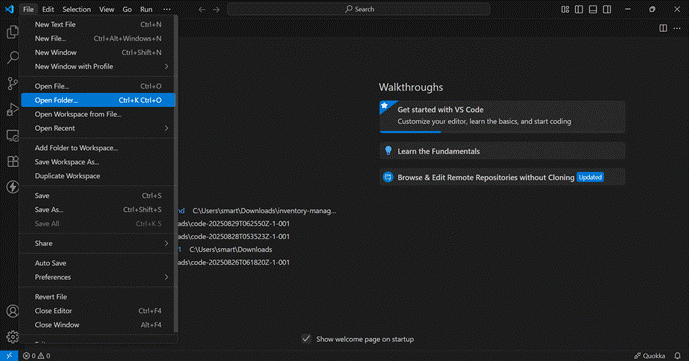 File Edit Selection View Go Run ···
Search
New Text File Ctrl+N
New File... Ctrl+Alt+Windows+N
New Window Ctrl+Shift+N
New Window with Profile
Open File... Ctrl+O
Open Folder... Ctrl+K Ctrl+O
Open Workspace from File...
Open Recent
Add Folder to Workspace...
Save Workspace As...
Duplicate Workspace
Save Ctrl+S
Save As... Ctrl+Shift+S
Save All Ctrl+K S
Share
Auto Save
Preferences
Revert File
Close Editor Ctrl+F4
Close Window Alt+F4
Walkthroughs
Get started with VS Code
Customize your editor, learn the basics, and start coding
Learn the Fundamentals
Browse & Edit Remote Repositories without Cloning Updated
nd C:\Users\smart\Downloads\inventory-manag...
ads\code-20250829T062550Z-1-001
ads\code-20250828T053523Z-1-001
1 C:\Users\smart\Downloads
ads\code-20250826T061820Z-1-001
Show welcome page on startup
0 0
Quokka